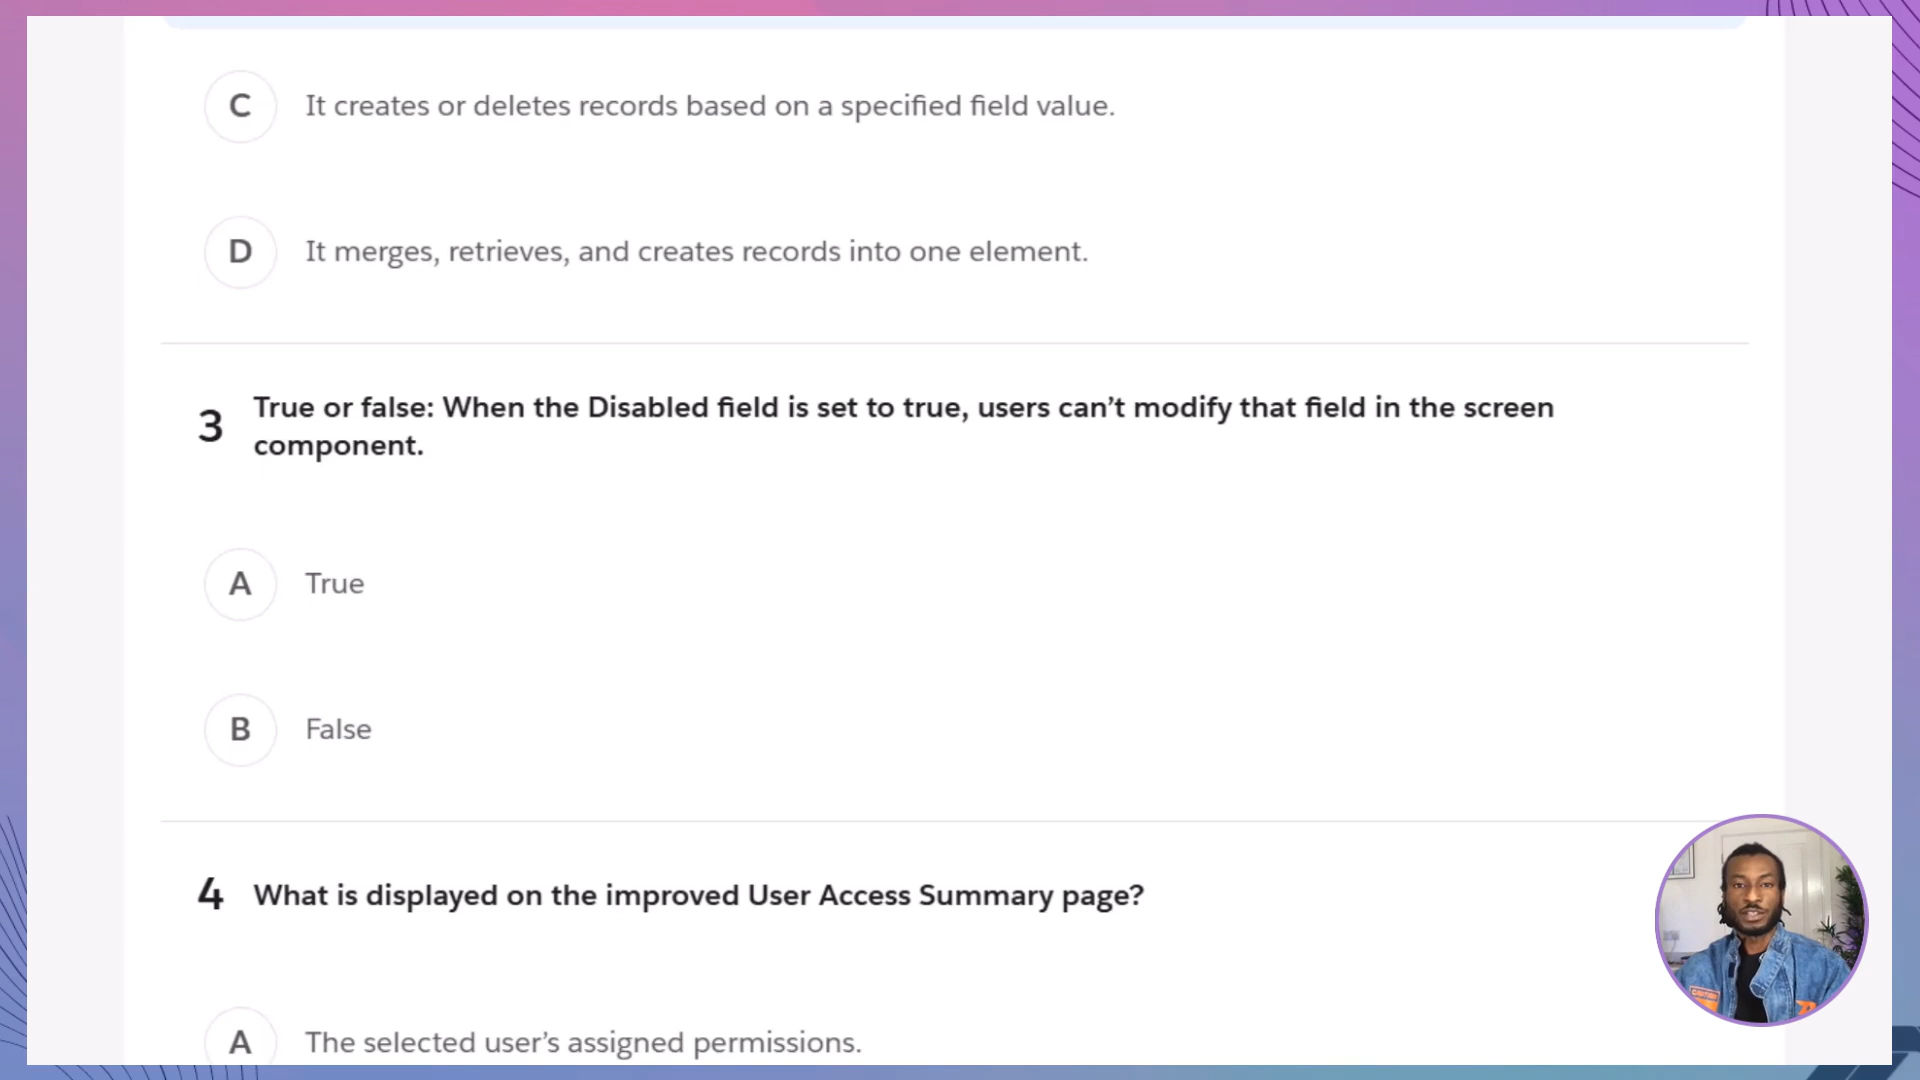 C It creates or deletes records based on a specified field value.
D It merges, retrieves, and creates records into one element.
3 True or false: When the Disabled field is set to true, users can’t modify that field in the screen
component.
A True
B False
4 What is displayed on the improved User Access Summary page?
A The selected user’s assigned permissions.